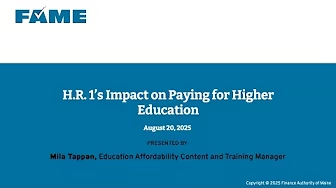 FAME
H.R. 1's Impact on Paying for Higher
Education
August 20, 2025
PRESENTED BY
Mila Tappan, Education Affordability Content and Training Manager
Copyright © 2025 Finance Authority of Maine